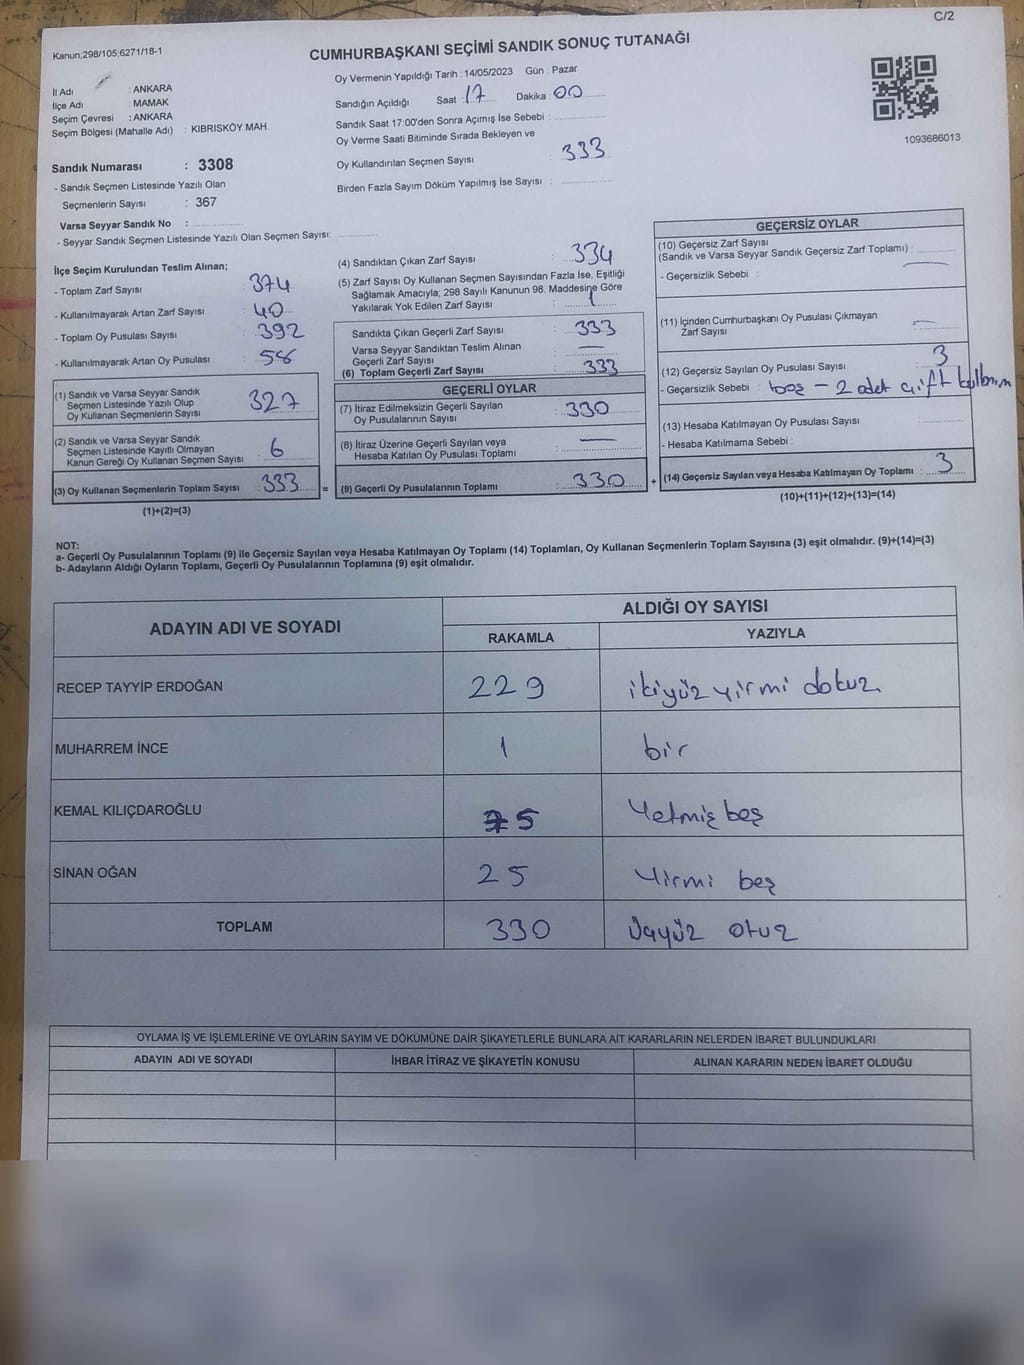 C/2
Kanun;298/105,6271/18-1
CUMHURBAŞKANI SEÇİMİ SANDIK SONUÇ TUTANAĞI
Oy Vermenin Yapıldığı Tarih : 14/05/2023 Gün : Pazar
İl Adı : ANKARA
İlçe Adı : MAMAK
Seçim Çevresi : ANKARA
Seçim Bölgesi (Mahalle Adı) : KIBRISKÖY MAH.
Sandığın Açıldığı Saat : 17 Dakika : 00
Sandık Saat 17:00'den Sonra Açımış İse Sebebi :
Oy Verme Saati Bitiminde Sırada Bekleyen ve
Oy Kullandırılan Seçmen Sayısı : 333
Birden Fazla Sayım Döküm Yapılmış İse Sayısı :
1093686013
Sandık Numarası : 3308
- Sandık Seçmen Listesinde Yazılı Olan
Seçmenlerin Sayısı : 367
Varsa Seyyar Sandık No :
- Seyyar Sandık Seçmen Listesinde Yazılı Olan Seçmen Sayısı:
İlçe Seçim Kurulundan Teslim Alınan;
- Toplam Zarf Sayısı : 374
- Kullanılmayarak Artan Zarf Sayısı : 40
- Toplam Oy Pusulası Sayısı : 392
- Kullanılmayarak Artan Oy Pusulası : 58
(1) Sandık ve Varsa Seyyar Sandık
Seçmen Listesinde Yazılı Olup
Oy Kullanan Seçmenlerin Sayısı : 327
(2) Sandık ve Varsa Seyyar Sandık
Seçmen Listesinde Kayıtlı Olmayan
Kanun Gereği Oy Kullanan Seçmen Sayısı : 6
(3) Oy Kullanan Seçmenlerin Toplam Sayısı : 333 =
(1)+(2)=(3)
(4) Sandıktan Çıkan Zarf Sayısı : 334
(5) Zarf Sayısı Oy Kullanan Seçmen Sayısından Fazla İse, Eşitliği
Sağlamak Amacıyla; 298 Sayılı Kanunun 98. Maddesine Göre
Yakılarak Yok Edilen Zarf Sayısı : 1
Sandıkta Çıkan Geçerli Zarf Sayısı : 333
Varsa Seyyar Sandıktan Teslim Alınan
Geçerli Zarf Sayısı : —
(6) Toplam Geçerli Zarf Sayısı : 333
GEÇERLİ OYLAR
(7) İtiraz Edilmeksizin Geçerli Sayılan
Oy Pusulalarının Sayısı : 330
(8) İtiraz Üzerine Geçerli Sayılan veya
Hesaba Katılan Oy Pusulası Toplamı : —
(9) Geçerli Oy Pusulalarının Toplamı : 330 +
GEÇERSİZ OYLAR
(10) Geçersiz Zarf Sayısı
(Sandık ve Varsa Seyyar Sandık Geçersiz Zarf Toplamı) :
- Geçersizlik Sebebi : —
(11) İçinden Cumhurbaşkanı Oy Pusulası Çıkmayan
Zarf Sayısı : —
(12) Geçersiz Sayılan Oy Pusulası Sayısı : 3
- Geçersizlik Sebebi : boş - 2 adet çift kullanım
(13) Hesaba Katılmayan Oy Pusulası Sayısı :
- Hesaba Katılmama Sebebi :
(14) Geçersiz Sayılan veya Hesaba Katılmayan Oy Toplamı : 3
(10)+(11)+(12)+(13)=(14)
NOT:
a- Geçerli Oy Pusulalarının Toplamı (9) ile Geçersiz Sayılan veya Hesaba Katılmayan Oy Toplamı (14) Toplamları, Oy Kullanan Seçmenlerin Toplam Sayısına (3) eşit olmalıdır. (9)+(14)=(3)
b- Adayların Aldığı Oyların Toplamı, Geçerli Oy Pusulalarının Toplamına (9) eşit olmalıdır.
ADAYIN ADI VE SOYADI ALDIĞI OY SAYISI
RAKAMLA YAZIYLA
RECEP TAYYİP ERDOĞAN 229 ikiyüz yirmi dokuz
MUHARREM İNCE 1 bir
KEMAL KILIÇDAROĞLU 75 Yetmiş beş
SİNAN OĞAN 25 Yirmi beş
TOPLAM 330 Üçyüz otuz
OYLAMA İŞ VE İŞLEMLERİNE VE OYLARIN SAYIM VE DÖKÜMÜNE DAİR ŞİKAYETLERLE BUNLARA AİT KARARLARIN NELERDEN İBARET BULUNDUKLARI
ADAYIN ADI VE SOYADI İHBAR İTİRAZ VE ŞİKAYETİN KONUSU ALINAN KARARIN NEDEN İBARET OLDUĞU